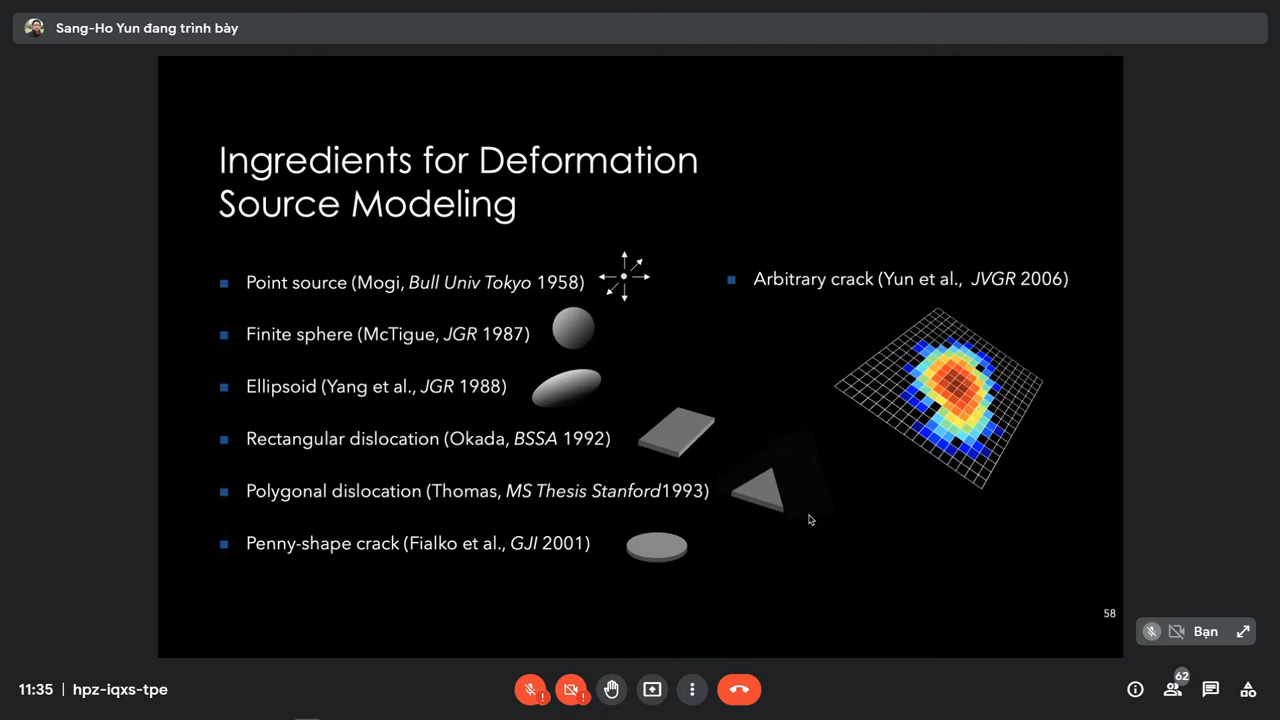 Sang-Ho Yun đang trình bày
Ingredients for Deformation
Source Modeling
Point source (Mogi, Bull Univ Tokyo 1958)
Finite sphere (McTigue, JGR 1987)
Ellipsoid (Yang et al., JGR 1988)
Rectangular dislocation (Okada, BSSA 1992)
Polygonal dislocation (Thomas, MS Thesis Stanford1993)
Penny-shape crack (Fialko et al., GJI 2001)
Arbitrary crack (Yun et al., JVGR 2006)
58
Bạn
11:35 | hpz-iqxs-tpe
62